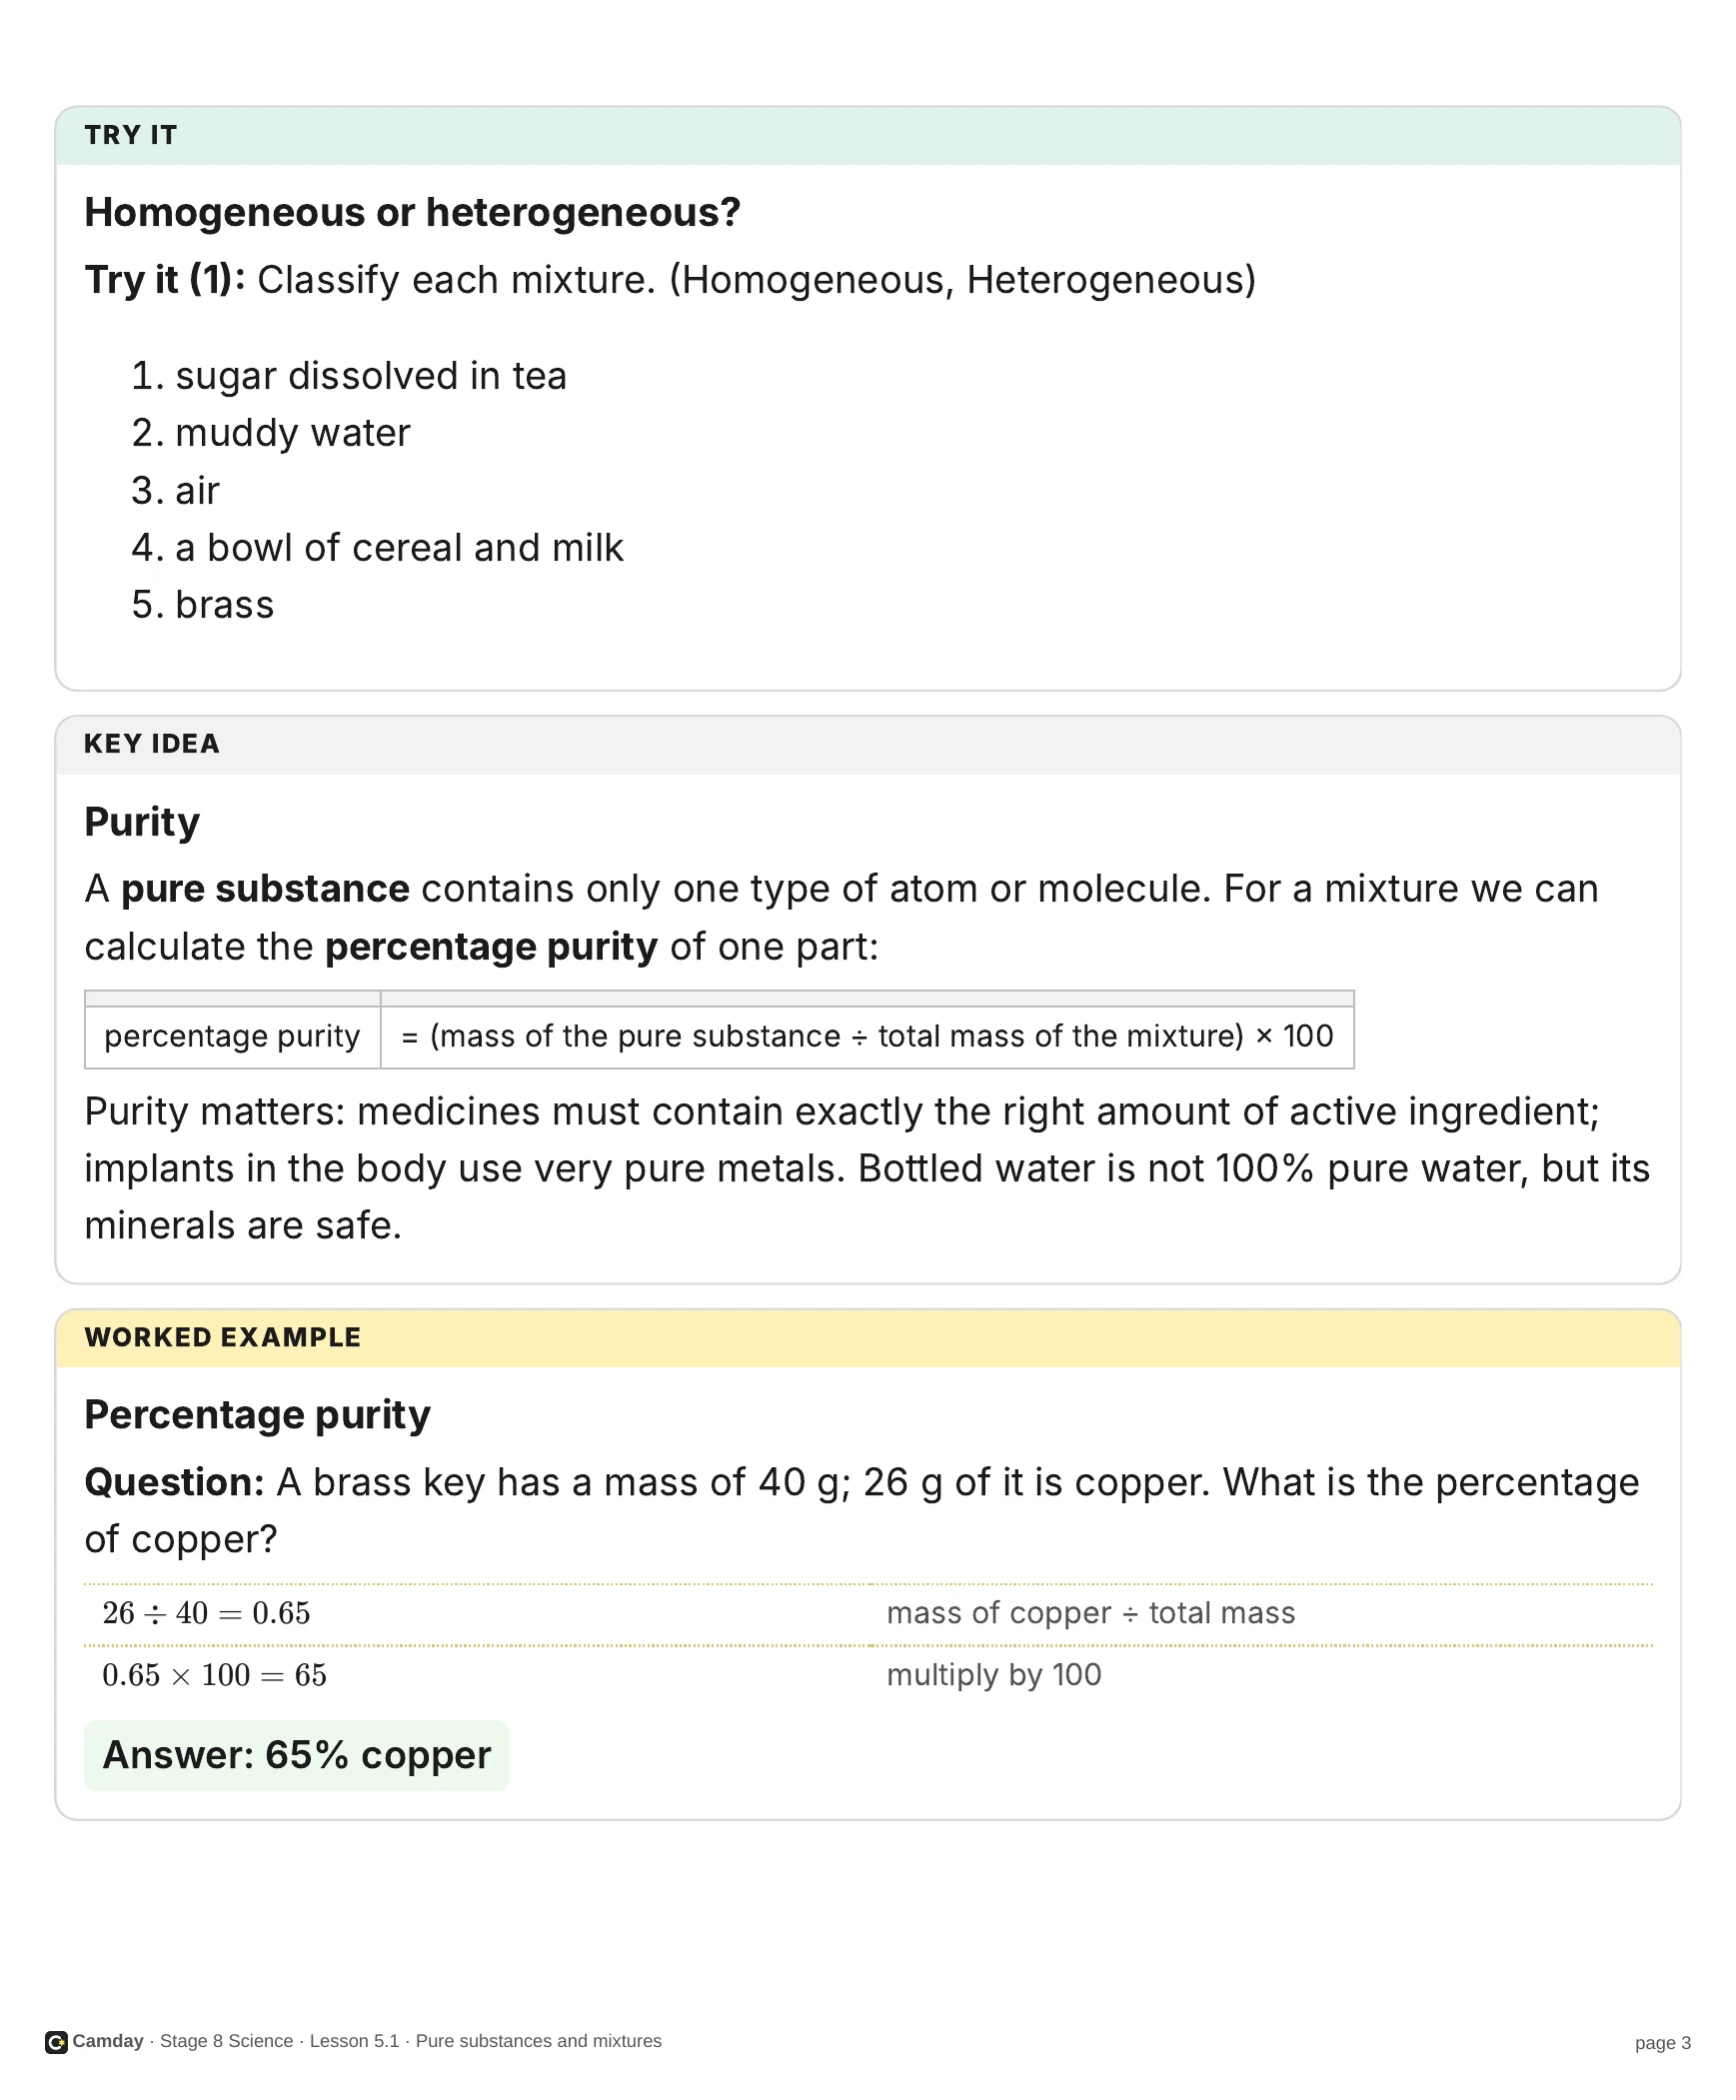 TRY IT
Homogeneous or heterogeneous?
Try it (1): Classify each mixture. (Homogeneous, Heterogeneous)
1. sugar dissolved in tea
2. muddy water
3. air
4. a bowl of cereal and milk
5. brass
KEY IDEA
Purity
A pure substance contains only one type of atom or molecule. For a mixture we can
calculate the percentage purity of one part:
percentage purity = (mass of the pure substance ÷ total mass of the mixture) × 100
Purity matters: medicines must contain exactly the right amount of active ingredient;
implants in the body use very pure metals. Bottled water is not 100% pure water, but its
minerals are safe.
WORKED EXAMPLE
Percentage purity
Question: A brass key has a mass of 40 g; 26 g of it is copper. What is the percentage
of copper?
26 ÷ 40 = 0.65 mass of copper ÷ total mass
0.65 × 100 = 65 multiply by 100
Answer: 65% copper
Camday · Stage 8 Science · Lesson 5.1 · Pure substances and mixtures page 3